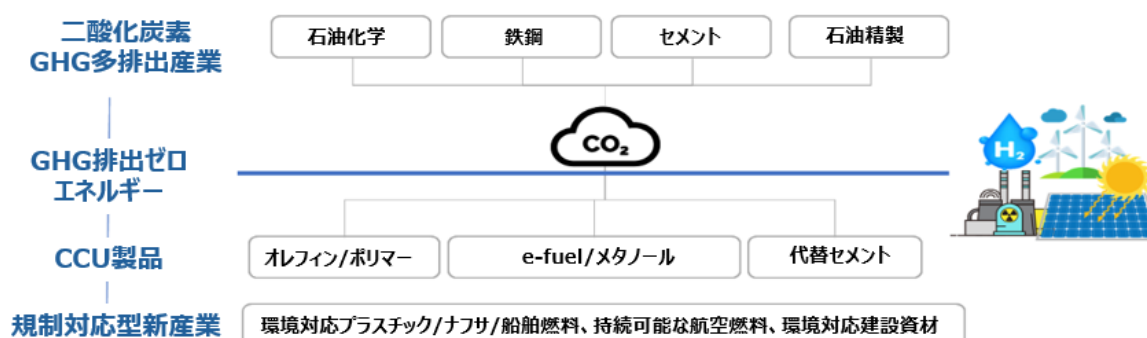 二酸化炭素
GHG多排出産業
石油化学
鉄鋼
セメント
石油精製
CO₂
GHG排出ゼロ
エネルギー
H₂
CCU製品
オレフィン/ポリマー
e-fuel/メタノール
代替セメント
規制対応型新産業
環境対応プラスチック/ナフサ/船舶燃料、持続可能な航空燃料、環境対応建設資材